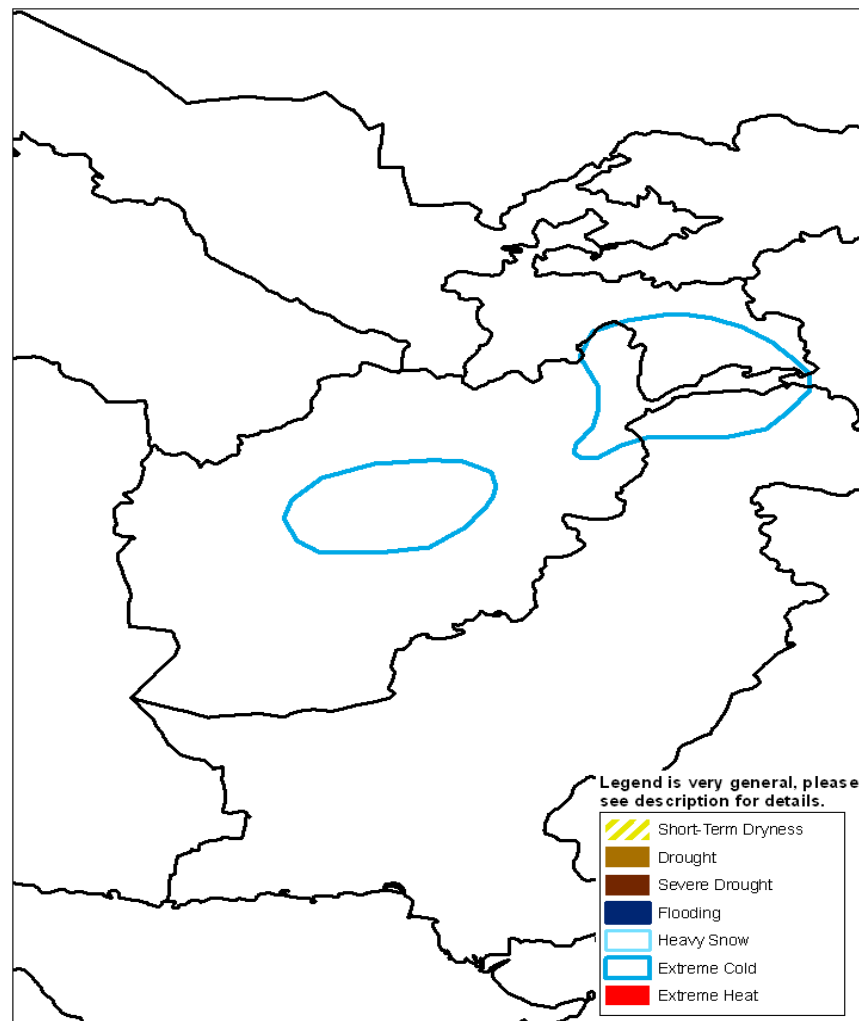 Legend is very general, please
see description for details.
Short-Term Dryness
Drought
Severe Drought
Flooding
Heavy Snow
Extreme Cold
Extreme Heat